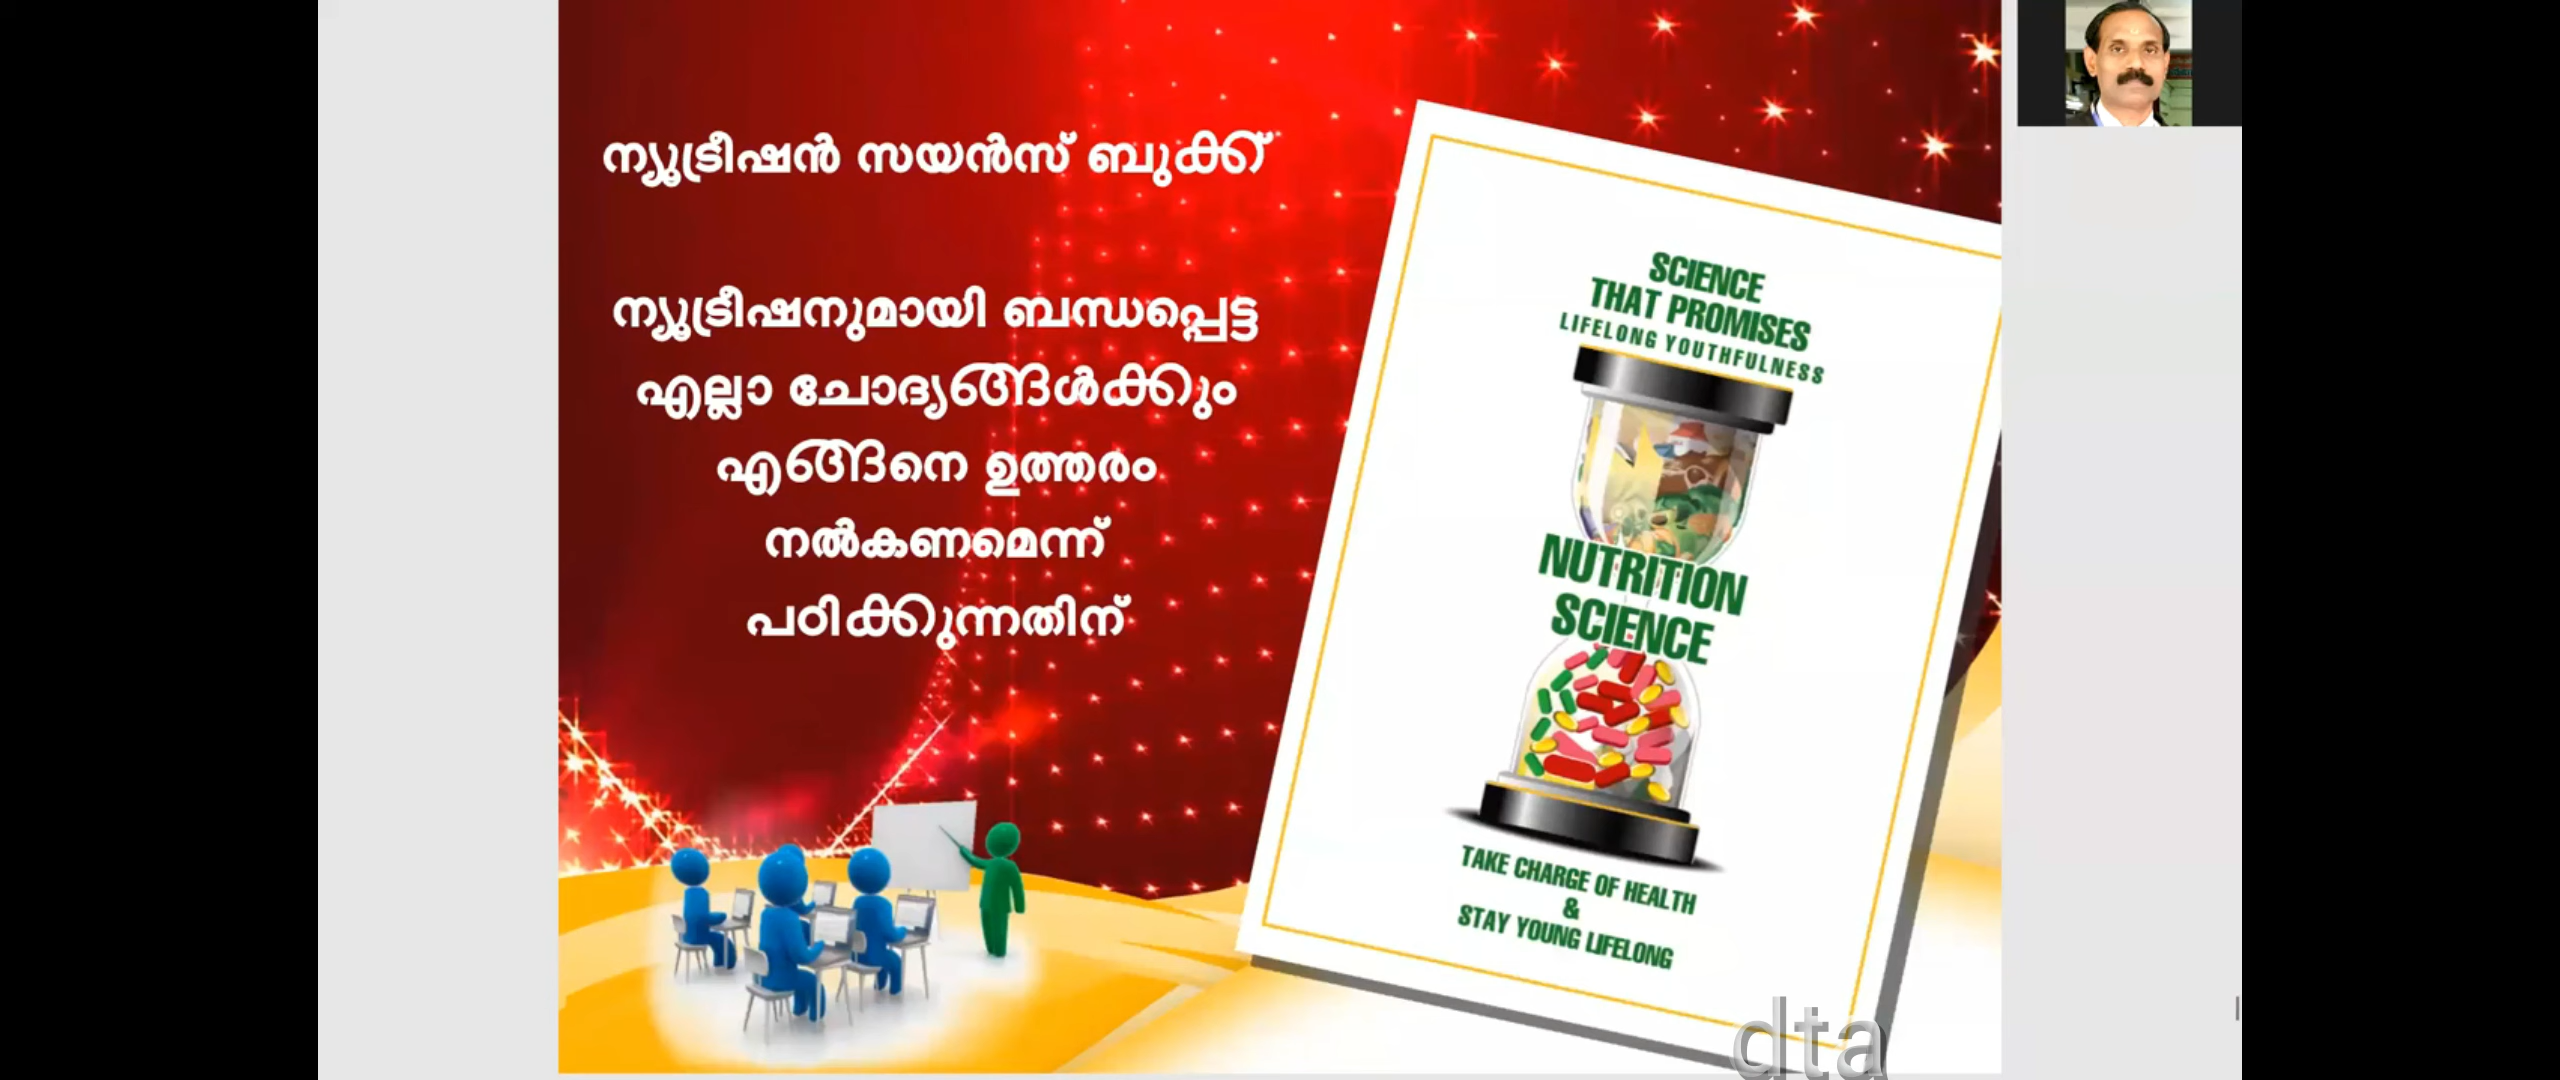 ന്യൂട്രീഷൻ സയൻസ് ബുക്ക്
ന്യൂട്രീഷനുമായി ബന്ധപ്പെട്ട
എല്ലാ ചോദ്യങ്ങൾക്കും
എങ്ങനെ ഉത്തരം
നൽകണമെന്ന്
പഠിക്കുന്നതിന്
SCIENCE
THAT PROMISES
LIFELONG YOUTHFULNESS
NUTRITION
SCIENCE
TAKE CHARGE OF HEALTH
&
STAY YOUNG LIFELONG
dta